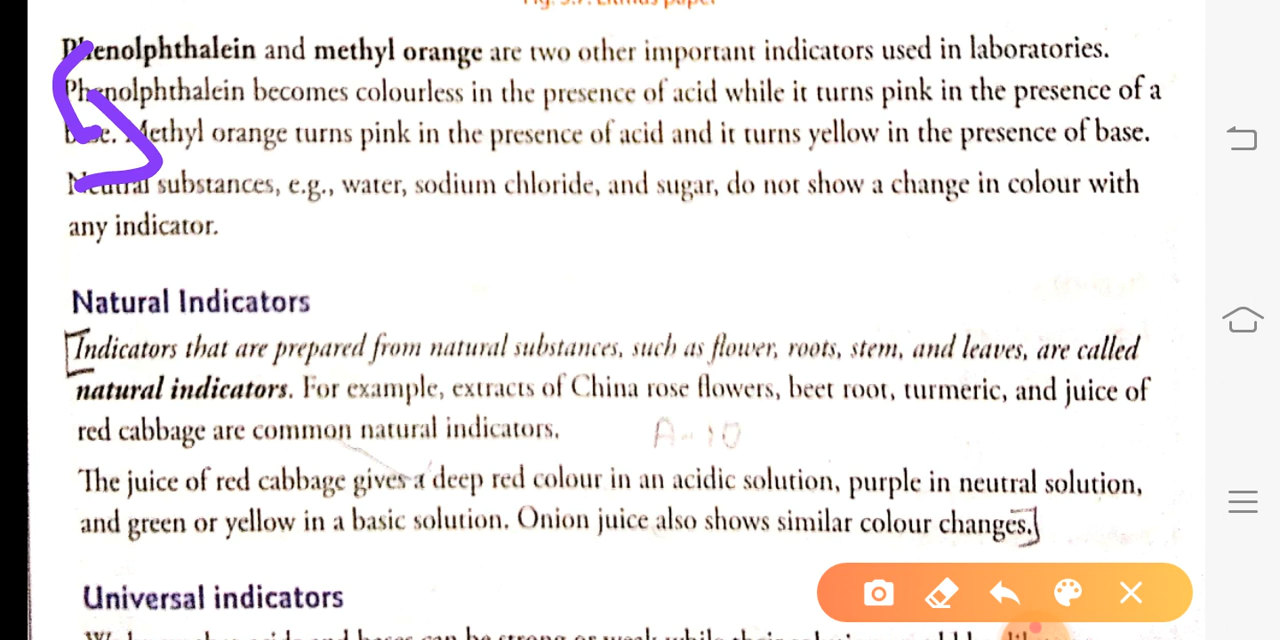 Fig. 3.7: Litmus paper
Phenolphthalein and methyl orange are two other important indicators used in laboratories.
Phenolphthalein becomes colourless in the presence of acid while it turns pink in the presence of a
base. Methyl orange turns pink in the presence of acid and it turns yellow in the presence of base.
Neutral substances, e.g., water, sodium chloride, and sugar, do not show a change in colour with
any indicator.
Natural Indicators
Indicators that are prepared from natural substances, such as flower, roots, stem, and leaves, are called
natural indicators. For example, extracts of China rose flowers, beet root, turmeric, and juice of
red cabbage are common natural indicators.
A-10
The juice of red cabbage gives a deep red colour in an acidic solution, purple in neutral solution,
and green or yellow in a basic solution. Onion juice also shows similar colour changes.
Universal indicators